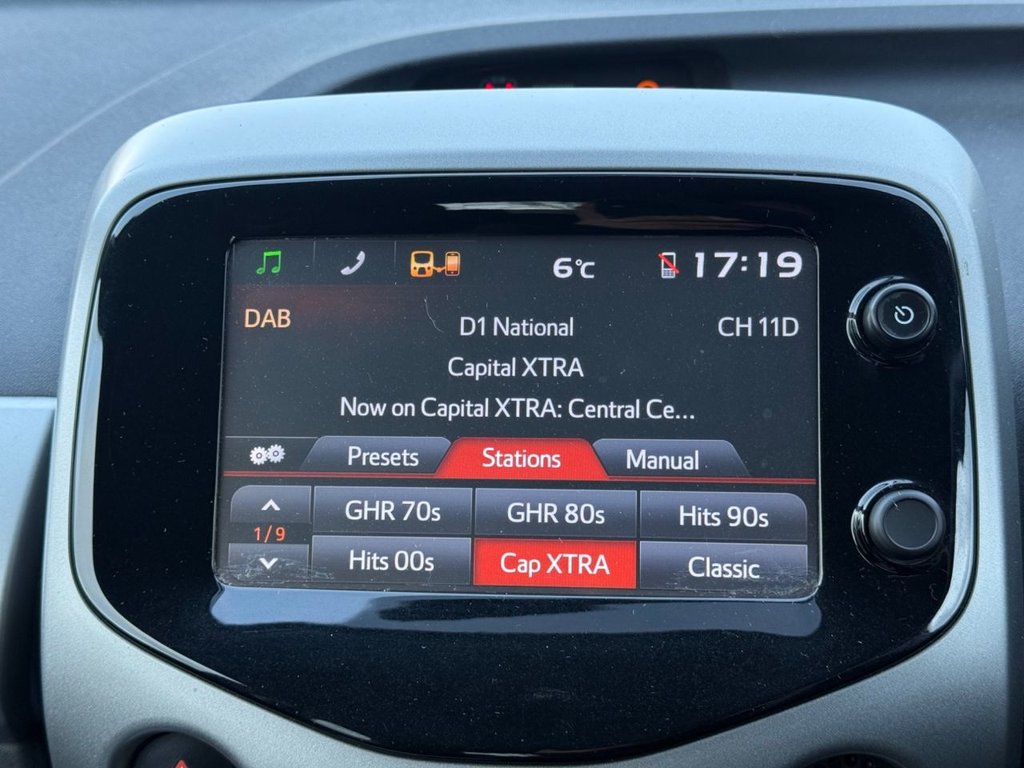 6°C 17:19
DAB D1 National CH 11D
Capital XTRA
Now on Capital XTRA: Central Ce...
Presets Stations Manual
GHR 70s GHR 80s Hits 90s
1/9
Hits 00s Cap XTRA Classic